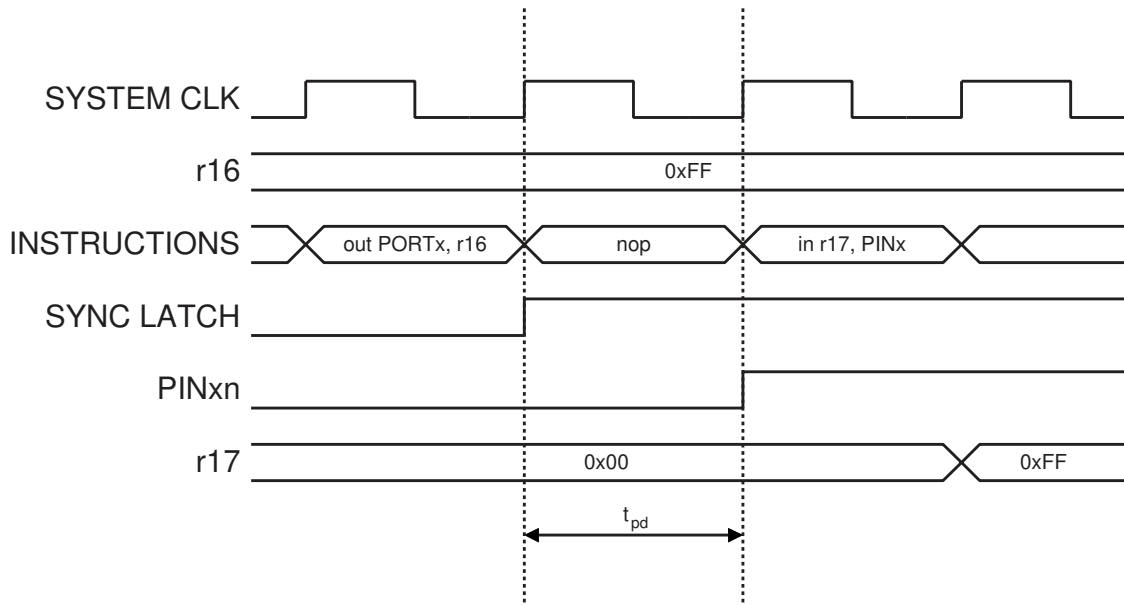 SYSTEM CLK
r16
0xFF
INSTRUCTIONS
out PORTx, r16
nop
in r17, PINx
SYNC LATCH
PINxn
r17
0x00
0xFF
tpd